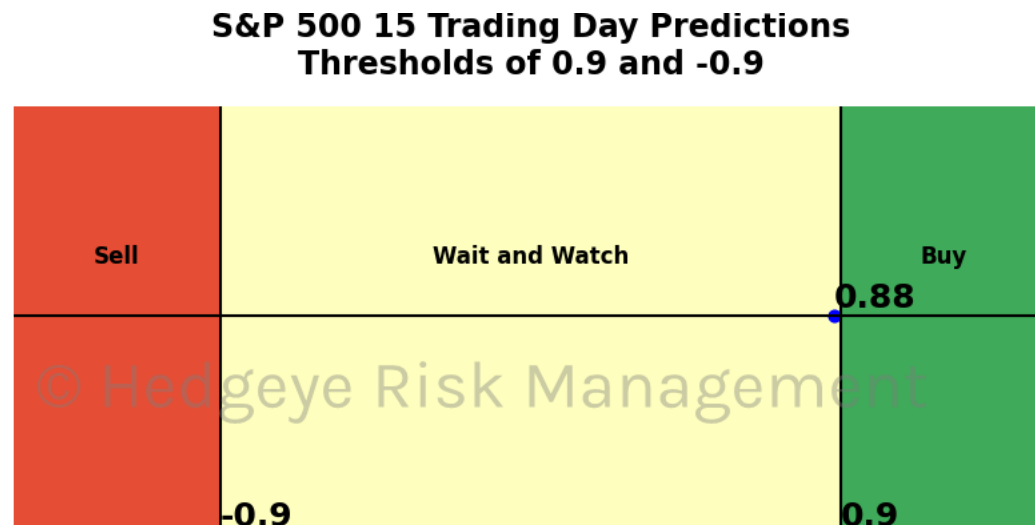 S&P 500 15 Trading Day Predictions
Thresholds of 0.9 and -0.9
Sell
Wait and Watch
Buy
0.88
© Hedgeye Risk Management
-0.9
0.9